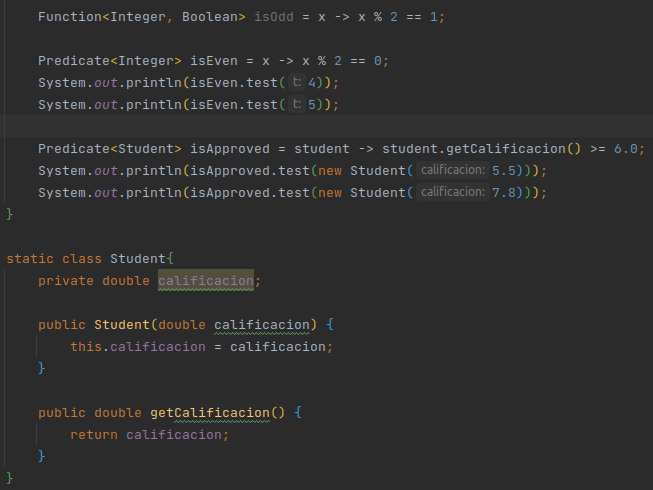 Function<Integer, Boolean> isOdd = x -> x % 2 == 1;
Predicate<Integer> isEven = x -> x % 2 == 0;
System.out.println(isEven.test( t: 4));
System.out.println(isEven.test( t: 5));
Predicate<Student> isApproved = student -> student.getCalificacion() >= 6.0;
System.out.println(isApproved.test(new Student( calificacion: 5.5)));
System.out.println(isApproved.test(new Student( calificacion: 7.8)));
}
static class Student{
private double calificacion;
public Student(double calificacion) {
this.calificacion = calificacion;
}
public double getCalificacion() {
return calificacion;
}
}